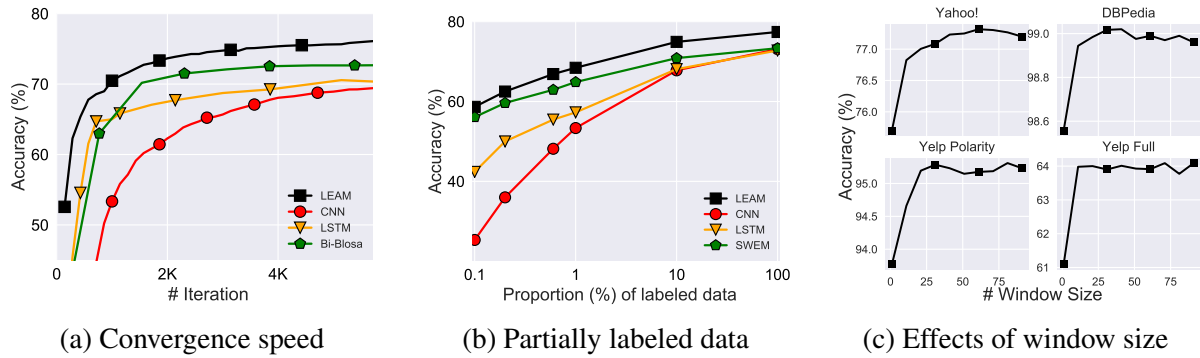 80
70
60
50
Accuracy (%)
0
2K
4K
# Iteration
LEAM
CNN
LSTM
Bi-Blosa
(a) Convergence speed
80
60
40
Accuracy (%)
0.1
1
10
100
Proportion (%) of labeled data
LEAM
CNN
LSTM
SWEM
(b) Partially labeled data
Accuracy (%)
Yahoo!
77.0
76.5
76.0
DBPedia
99.0
98.8
98.6
Yelp Polarity
95.0
94.5
94.0
0 25 50 75
Yelp Full
64
63
62
61
0 25 50 75
# Window Size
(c) Effects of window size